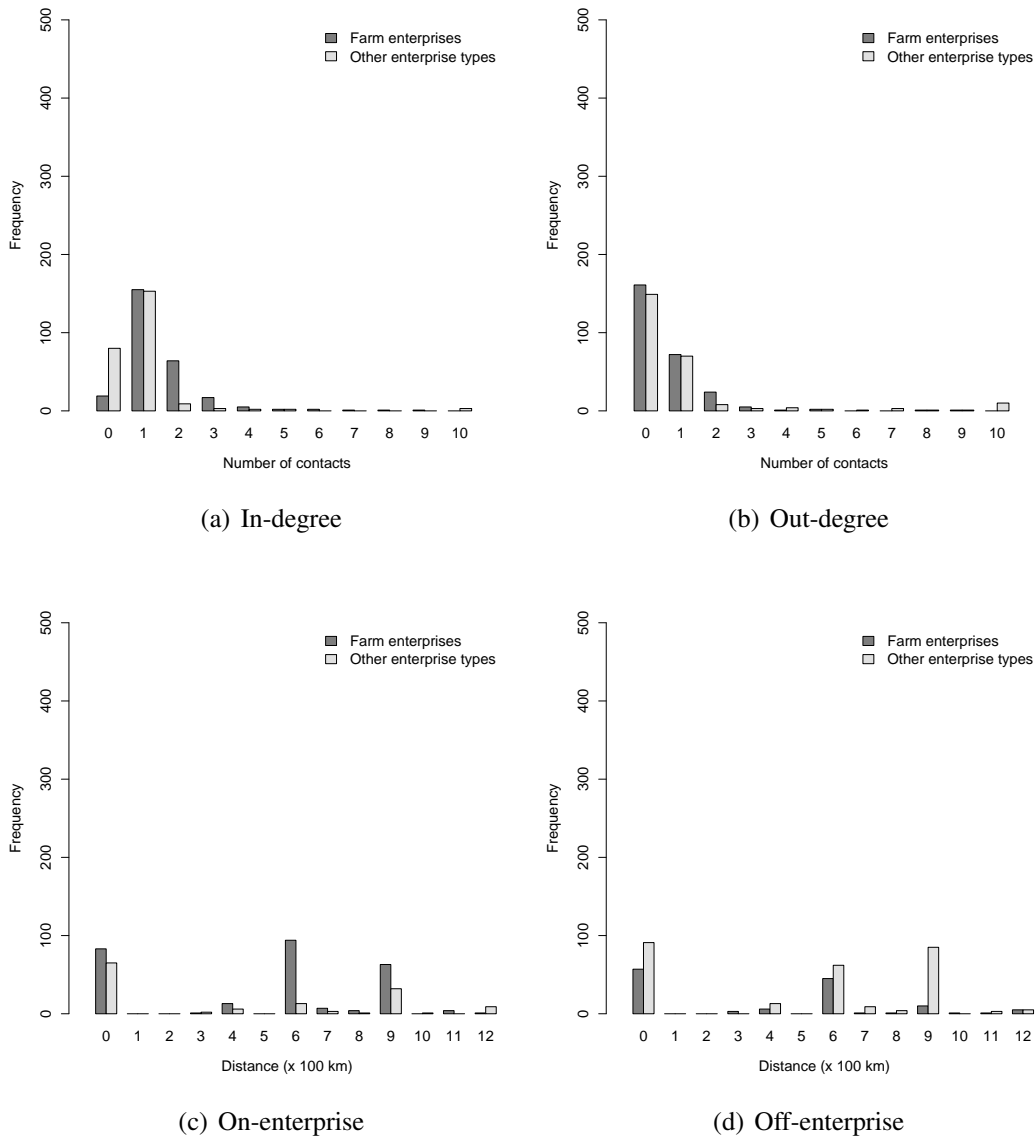 500
400
300
200
100
0
Frequency
Farm enterprises
Other enterprise types
0 1 2 3 4 5 6 7 8 9 10
Number of contacts
(a) In-degree
500
400
300
200
100
0
Frequency
Farm enterprises
Other enterprise types
0 1 2 3 4 5 6 7 8 9 10
Number of contacts
(b) Out-degree
500
400
300
200
100
0
Frequency
Farm enterprises
Other enterprise types
0 1 2 3 4 5 6 7 8 9 10 11 12
Distance (x 100 km)
(c) On-enterprise
500
400
300
200
100
0
Frequency
Farm enterprises
Other enterprise types
0 1 2 3 4 5 6 7 8 9 10 11 12
Distance (x 100 km)
(d) Off-enterprise